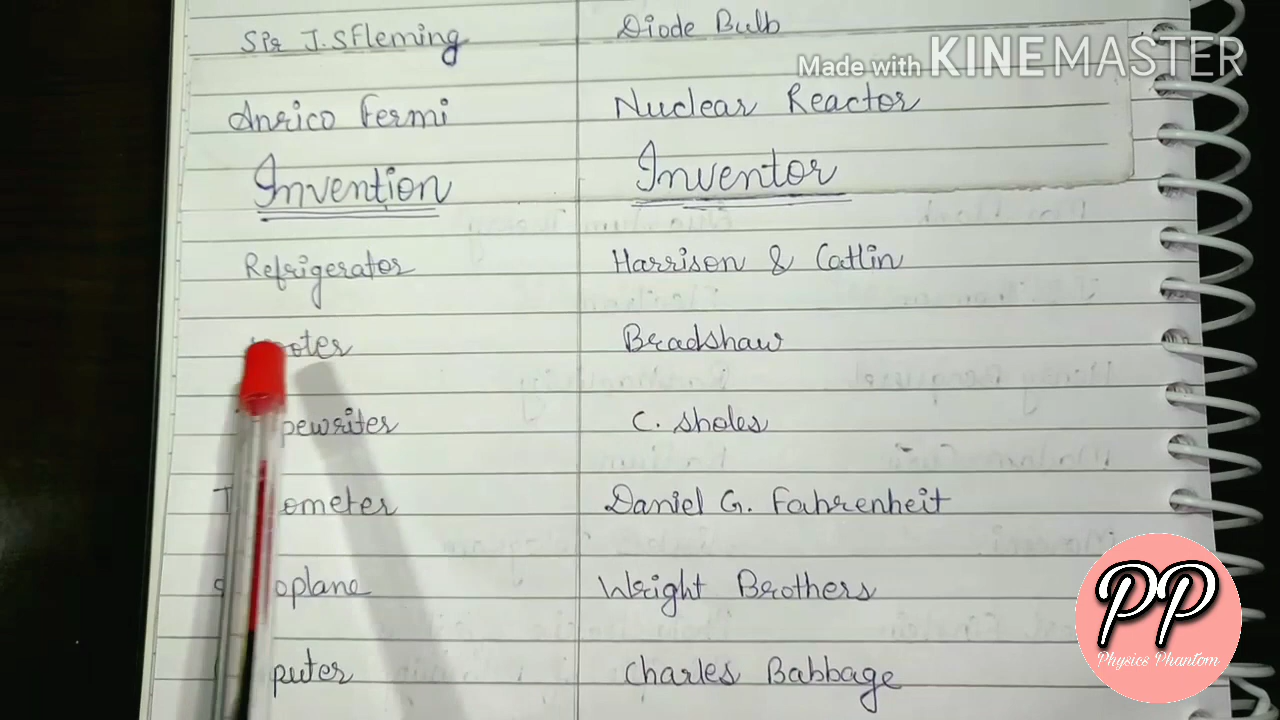 Sir J.S Fleming Diode Bulb
Made with KINEMASTER
Anrico Fermi Nuclear Reactor
Invention Inventor
Refrigerator Harrison & Catlin
Bradshaw
C. Sholes
Daniel G. Fahrenheit
Wright Brothers
Charles Babbage
PP
Physics Phantom